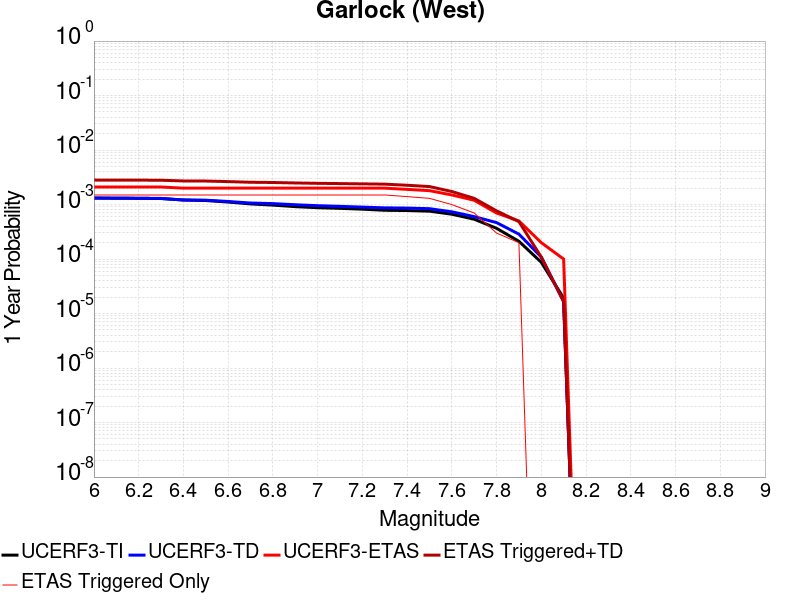 Garlock (West)
10^0
10^-1
10^-2
10^-3
10^-4
10^-5
10^-6
10^-7
10^-8
1 Year Probability
6 6.2 6.4 6.6 6.8 7 7.2 7.4 7.6 7.8 8 8.2 8.4 8.6 8.8 9
Magnitude
UCERF3-TI UCERF3-TD UCERF3-ETAS ETAS Triggered+TD
ETAS Triggered Only